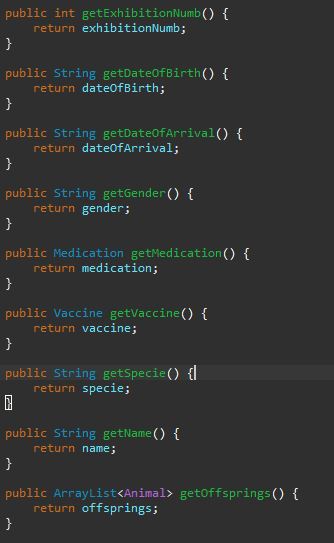 public int getExhibitionNumb() {
return exhibitionNumb;
}
public String getDateOfBirth() {
return dateOfBirth;
}
public String getDateOfArrival() {
return dateOfArrival;
}
public String getGender() {
return gender;
}
public Medication getMedication() {
return medication;
}
public Vaccine getVaccine() {
return vaccine;
}
public String getSpecie() {
return specie;
}
public String getName() {
return name;
}
public ArrayList<Animal> getOffsprings() {
return offsprings;
}